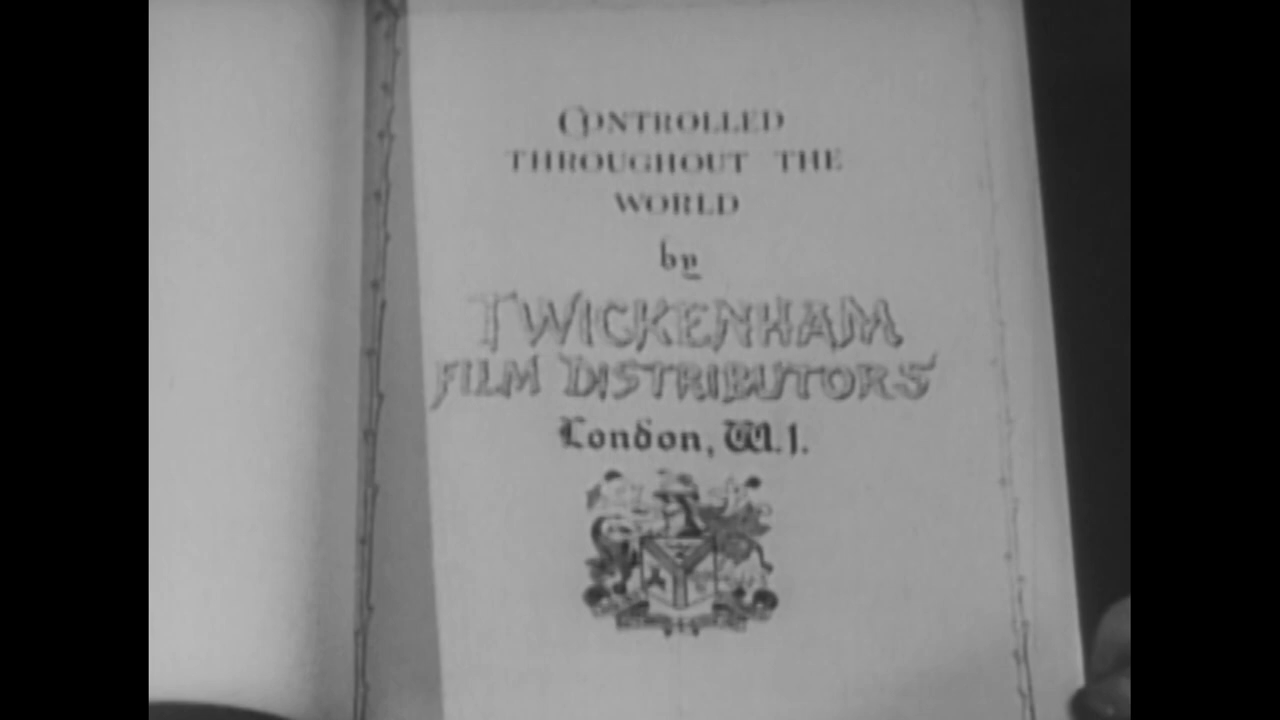 CONTROLLED
THROUGHOUT THE
WORLD
by
TWICKENHAM
FILM DISTRIBUTORS
London, W.1.